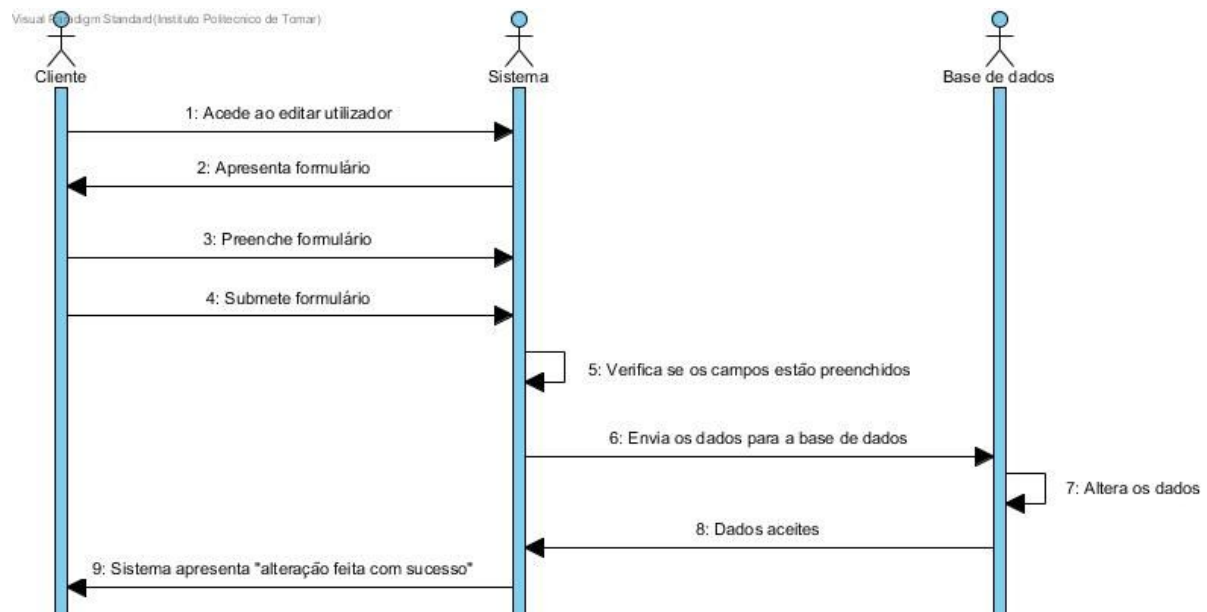 Visual Paradigm Standard(Instituto Politecnico de Tomar)
Cliente
Sistema
Base de dados
1: Acede ao editar utilizador
2: Apresenta formulário
3: Preenche formulário
4: Submete formulário
5: Verifica se os campos estão preenchidos
6: Envia os dados para a base de dados
7: Altera os dados
8: Dados aceites
9: Sistema apresenta "alteração feita com sucesso"